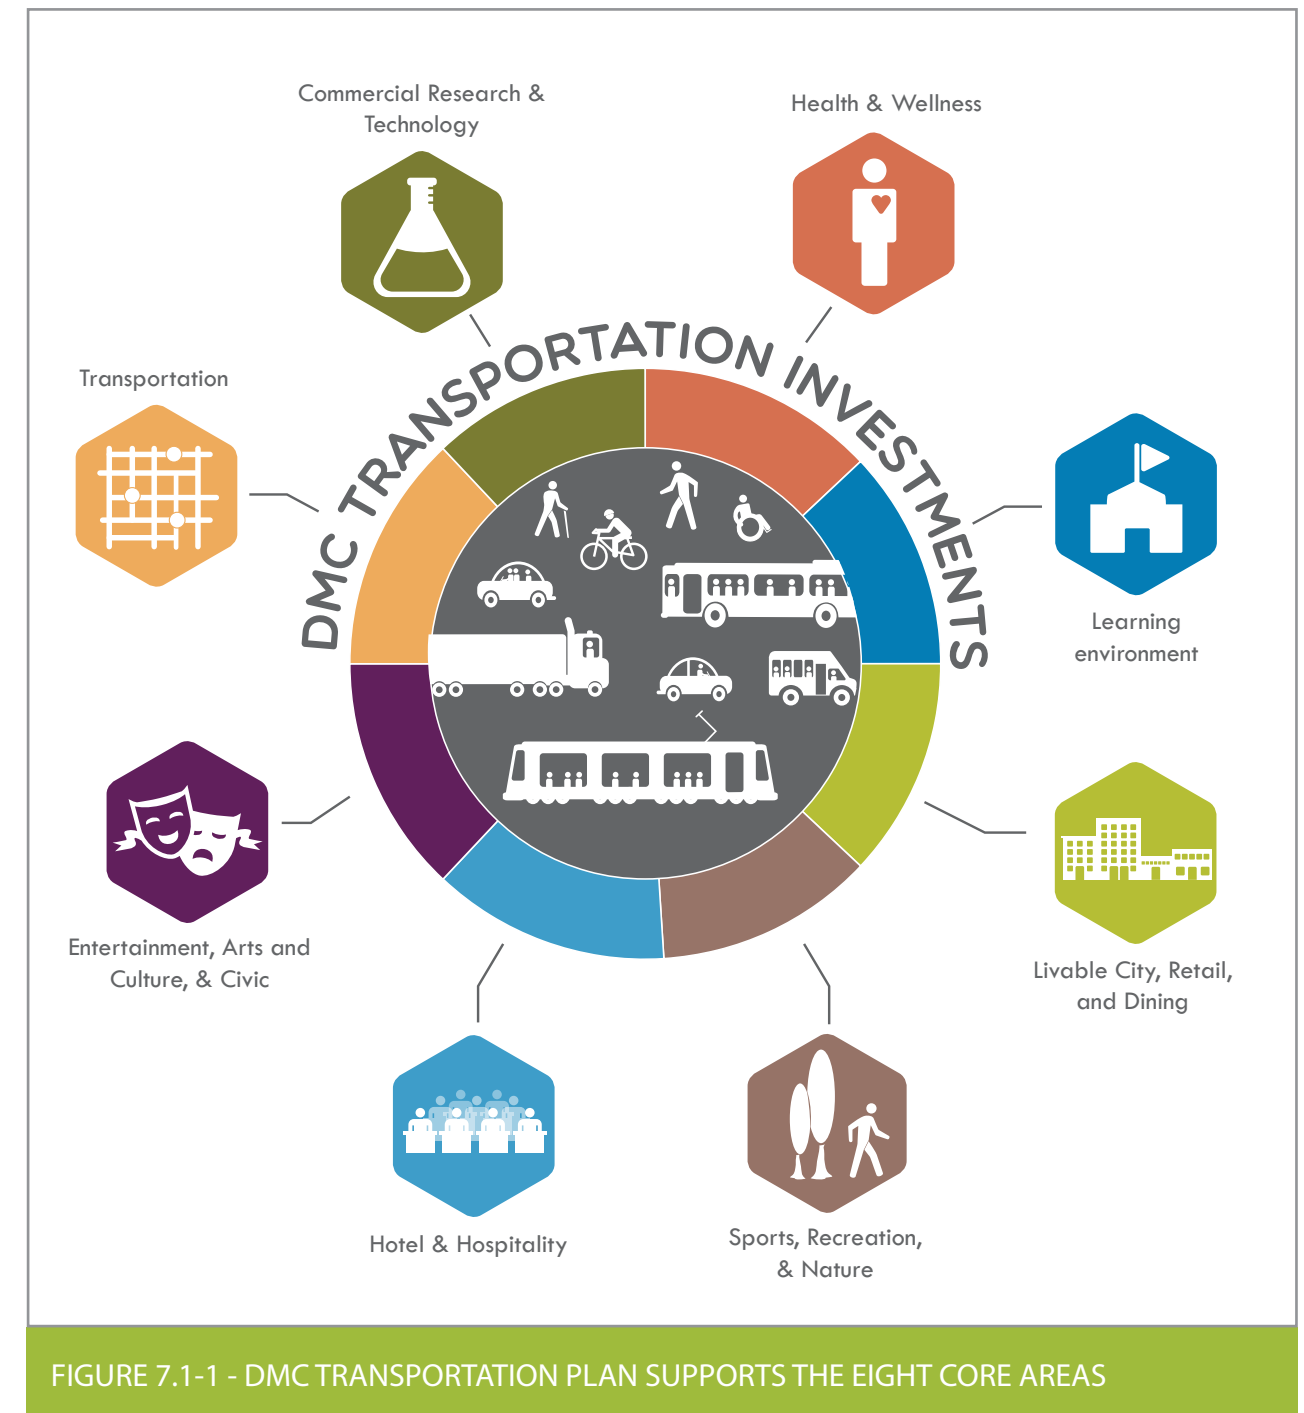 Commercial Research &
Technology
Health & Wellness
Transportation
DMC TRANSPORTATION INVESTMENTS
Learning
environment
Entertainment, Arts and
Culture, & Civic
Livable City, Retail,
and Dining
Hotel & Hospitality
Sports, Recreation,
& Nature
FIGURE 7.1-1 - DMC TRANSPORTATION PLAN SUPPORTS THE EIGHT CORE AREAS